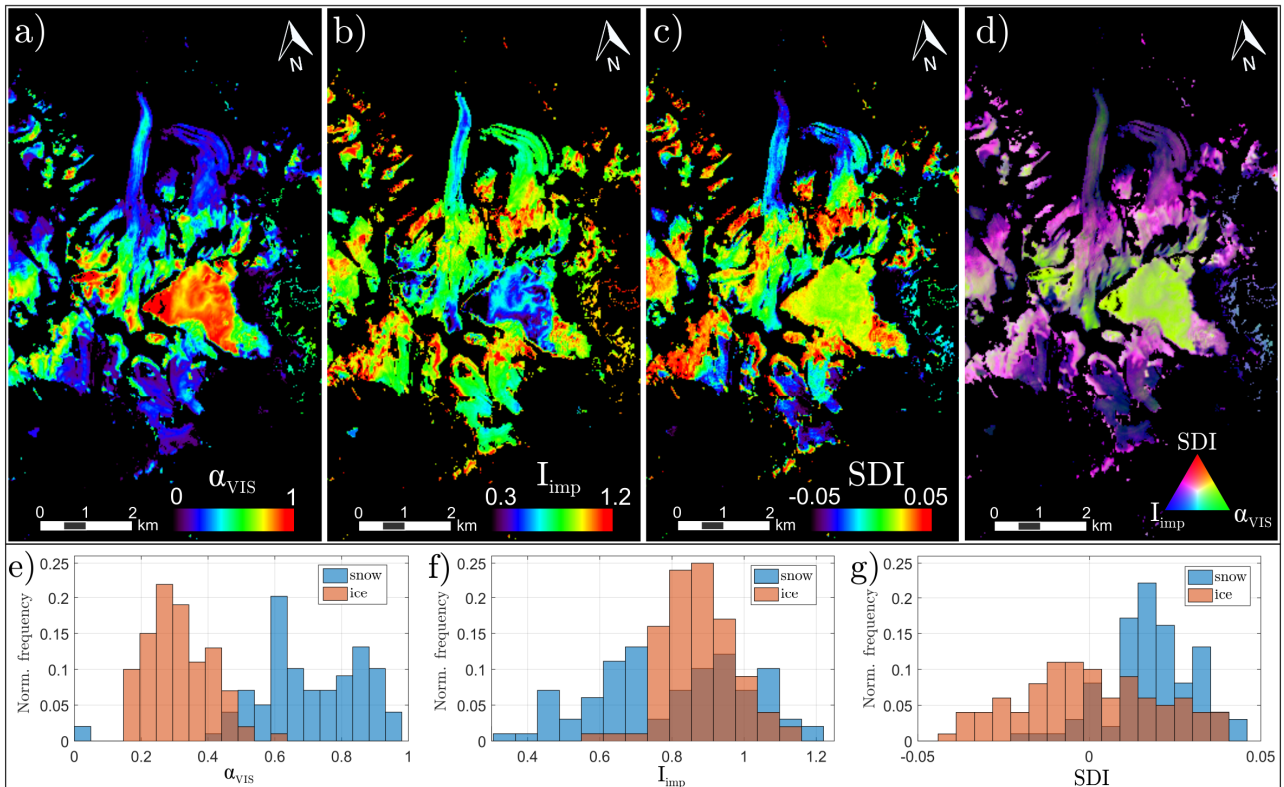 a) N
b) N
c) N
d) N
α_VIS
0 1
I_imp
0.3 1.2
SDI
-0.05 0.05
SDI
I_imp α_VIS
0 1 2 km
0 1 2 km
0 1 2 km
0 1 2 km
e)
Norm. frequency
0.25
0.2
0.15
0.1
0.05
0
snow
ice
0 0.2 0.4 0.6 0.8 1
α_VIS
f)
Norm. frequency
0.25
0.2
0.15
0.1
0.05
0
snow
ice
0.4 0.6 0.8 1 1.2
I_imp
g)
Norm. frequency
0.25
0.2
0.15
0.1
0.05
0
snow
ice
-0.05 0 0.05
SDI